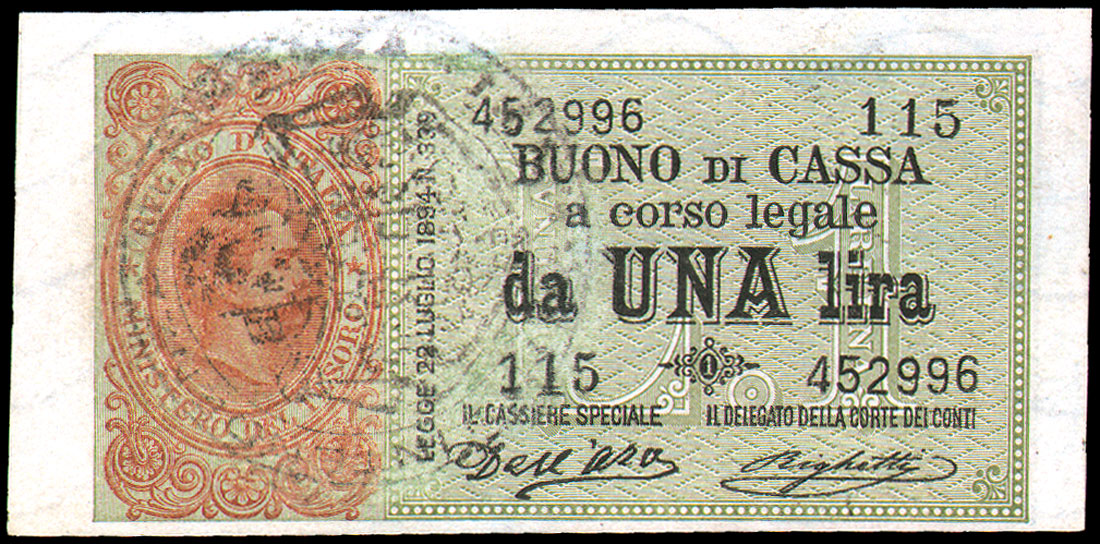 REGNO D'ITALIA
MINISTERO DEL TESORO
LEGGE 22 LUGLIO 1894 N. 339
452996 115
BUONO DI CASSA
a corso legale
da UNA lira
115 1 452996
IL CASSIERE SPECIALE IL DELEGATO DELLA CORTE DEI CONTI
Dell'Ara Righetti